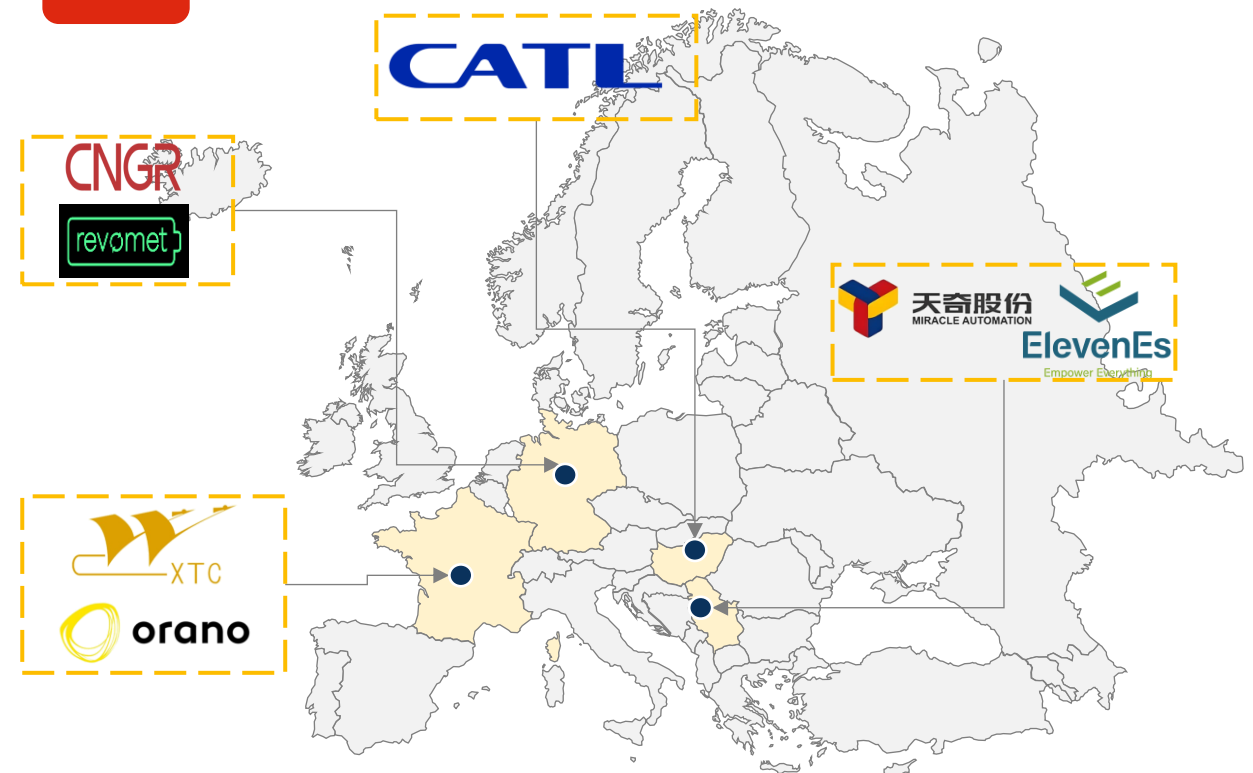 CATL
CNGR
revomet
天奇股份
MIRACLE AUTOMATION
ElevenEs
Empower Everything
XTC
orano